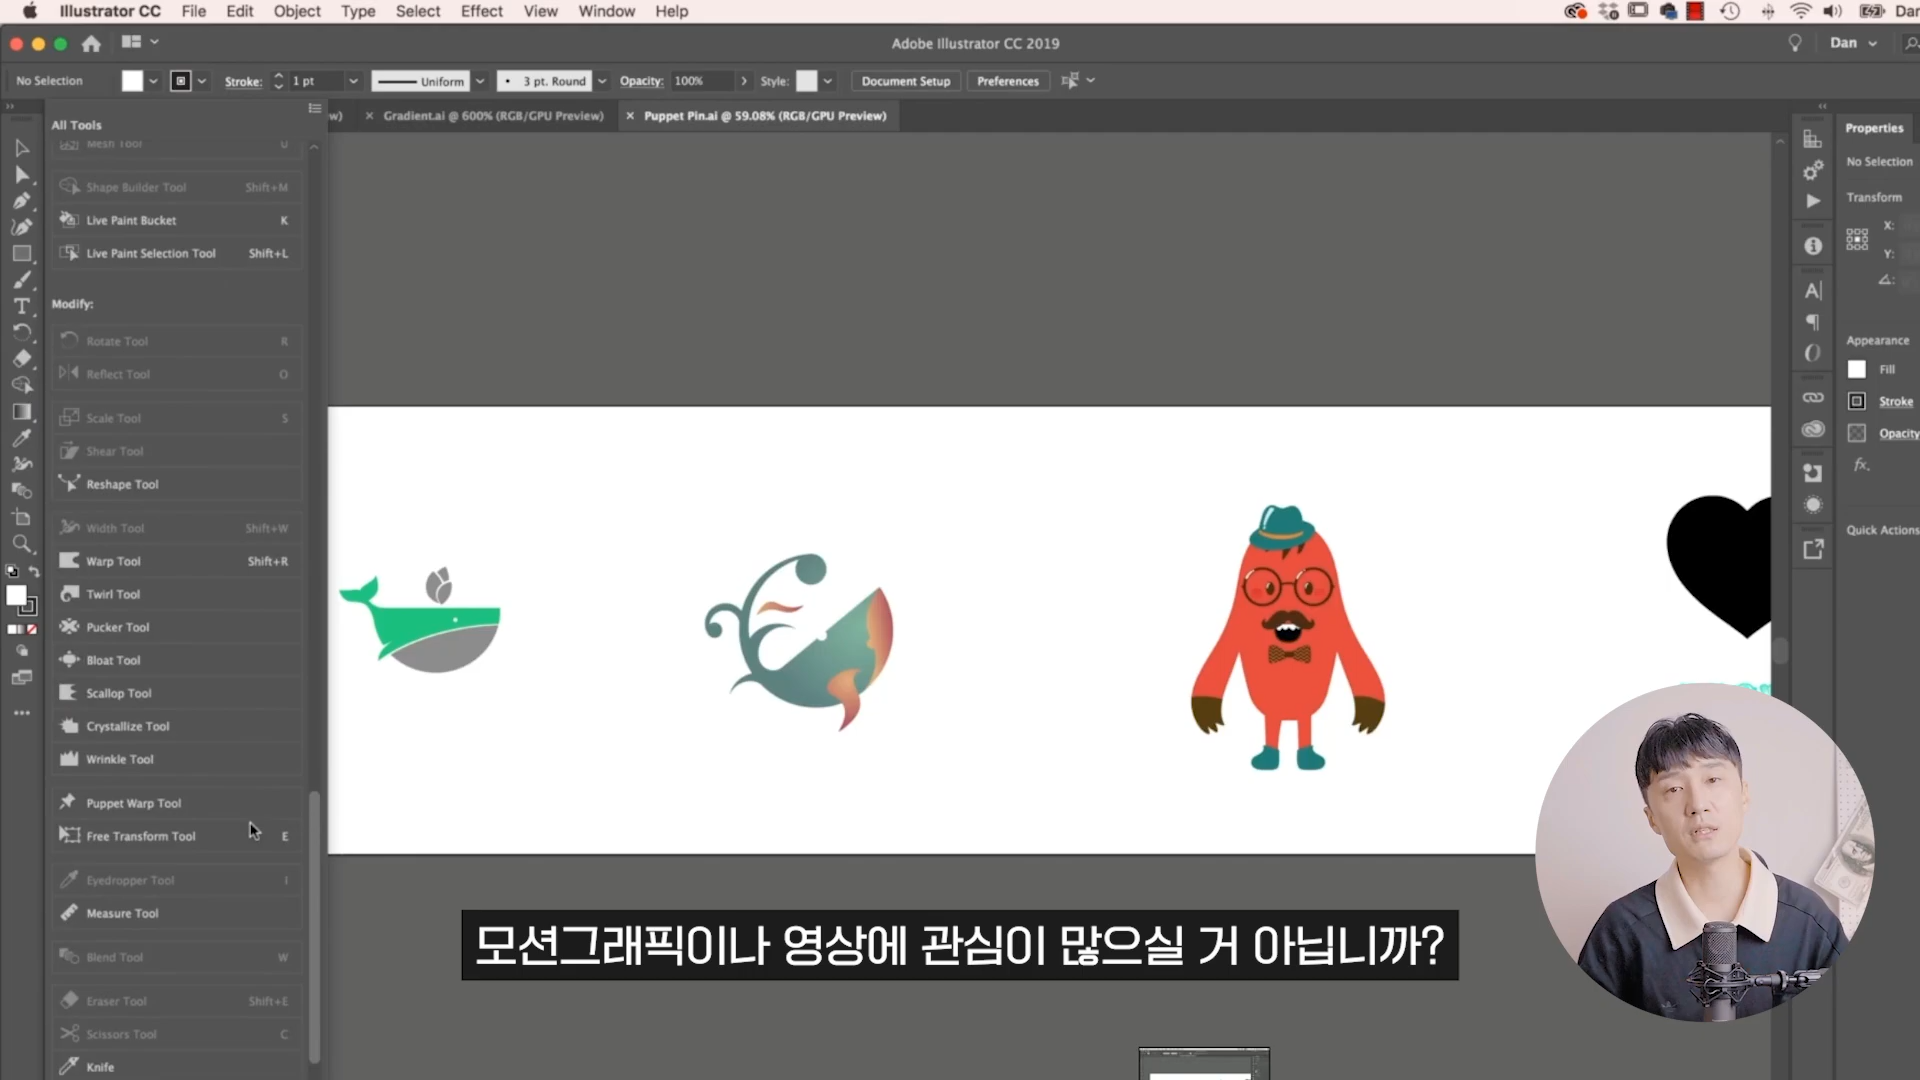 Illustrator CC File Edit Object Type Select Effect View Window Help
Adobe Illustrator CC 2019
Dan
No Selection
Stroke: 1 pt
Uniform
3 pt. Round
Opacity: 100%
Style:
Document Setup
Preferences
Gradient.ai @ 600% (RGB/GPU Preview)
Puppet Pin.ai @ 59.08% (RGB/GPU Preview)
All Tools
Mesh Tool U
Shape Builder Tool Shift+M
Live Paint Bucket K
Live Paint Selection Tool Shift+L
Modify:
Rotate Tool R
Reflect Tool O
Scale Tool S
Shear Tool
Reshape Tool
Width Tool Shift+W
Warp Tool Shift+R
Twirl Tool
Pucker Tool
Bloat Tool
Scallop Tool
Crystallize Tool
Wrinkle Tool
Puppet Warp Tool
Free Transform Tool E
Eyedropper Tool I
Measure Tool
Blend Tool W
Eraser Tool Shift+E
Scissors Tool C
Knife
Properties
No Selection
Transform
X:
Y:
Appearance
Fill
Stroke
Opacity
fx.
Quick Actions
모션그래픽이나 영상에 관심이 많으실 거 아닙니까?